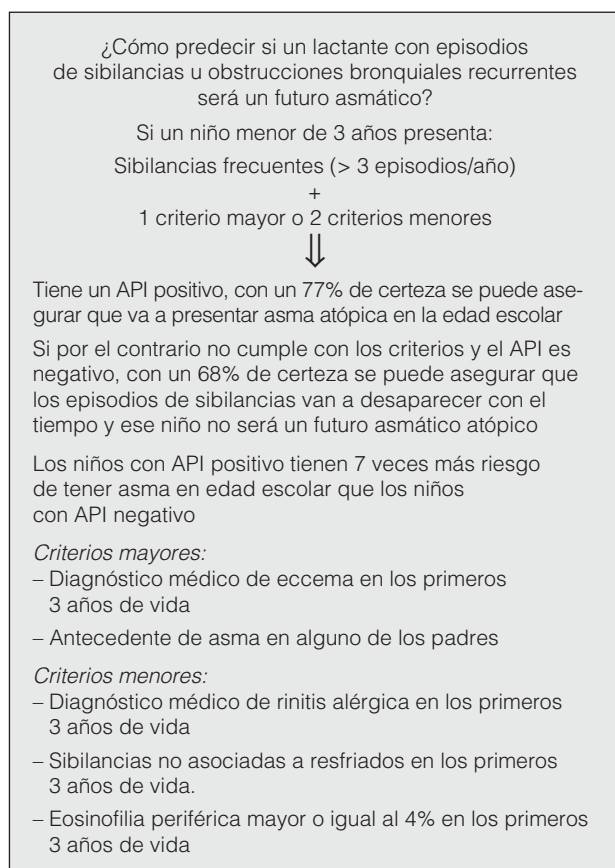 ¿Cómo predecir si un lactante con episodios
de sibilancias u obstrucciones bronquiales recurrentes
será un futuro asmático?
Si un niño menor de 3 años presenta:
Sibilancias frecuentes (> 3 episodios/año)
+
1 criterio mayor o 2 criterios menores
⇓
Tiene un API positivo, con un 77% de certeza se puede ase-
gurar que va a presentar asma atópica en la edad escolar
Si por el contrario no cumple con los criterios y el API es
negativo, con un 68% de certeza se puede asegurar que
los episodios de sibilancias van a desaparecer con el
tiempo y ese niño no será un futuro asmático atópico
Los niños con API positivo tienen 7 veces más riesgo
de tener asma en edad escolar que los niños
con API negativo
Criterios mayores:
– Diagnóstico médico de eccema en los primeros
3 años de vida
– Antecedente de asma en alguno de los padres
Criterios menores:
– Diagnóstico médico de rinitis alérgica en los primeros
3 años de vida
– Sibilancias no asociadas a resfriados en los primeros
3 años de vida.
– Eosinofilia periférica mayor o igual al 4% en los primeros
3 años de vida